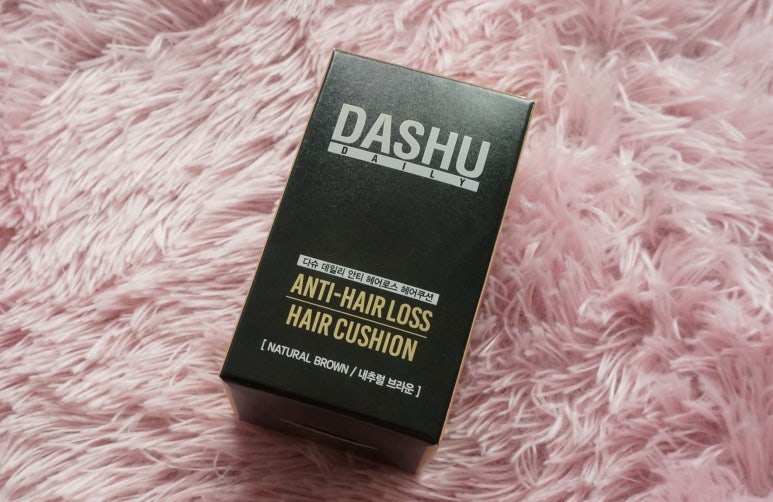 DASHU
DAILY
다슈 데일리 안티 헤어로스 헤어쿠션
ANTI-HAIR LOSS
HAIR CUSHION
[ NATURAL BROWN / 내추럴 브라운 ]